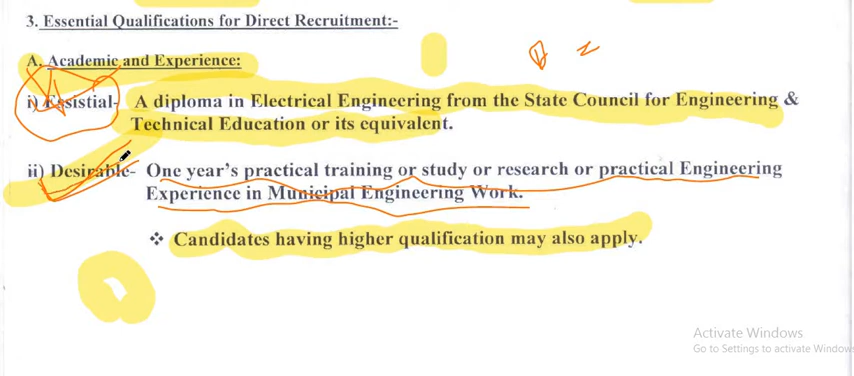 3. Essential Qualifications for Direct Recruitment:-
A. Academic and Experience:
i) Essistial- A diploma in Electrical Engineering from the State Council for Engineering &
Technical Education or its equivalent.
ii) Desirable- One year's practical training or study or research or practical Engineering
Experience in Municipal Engineering Work.
❖ Candidates having higher qualification may also apply.
Activate Windows
Go to Settings to activate Windows